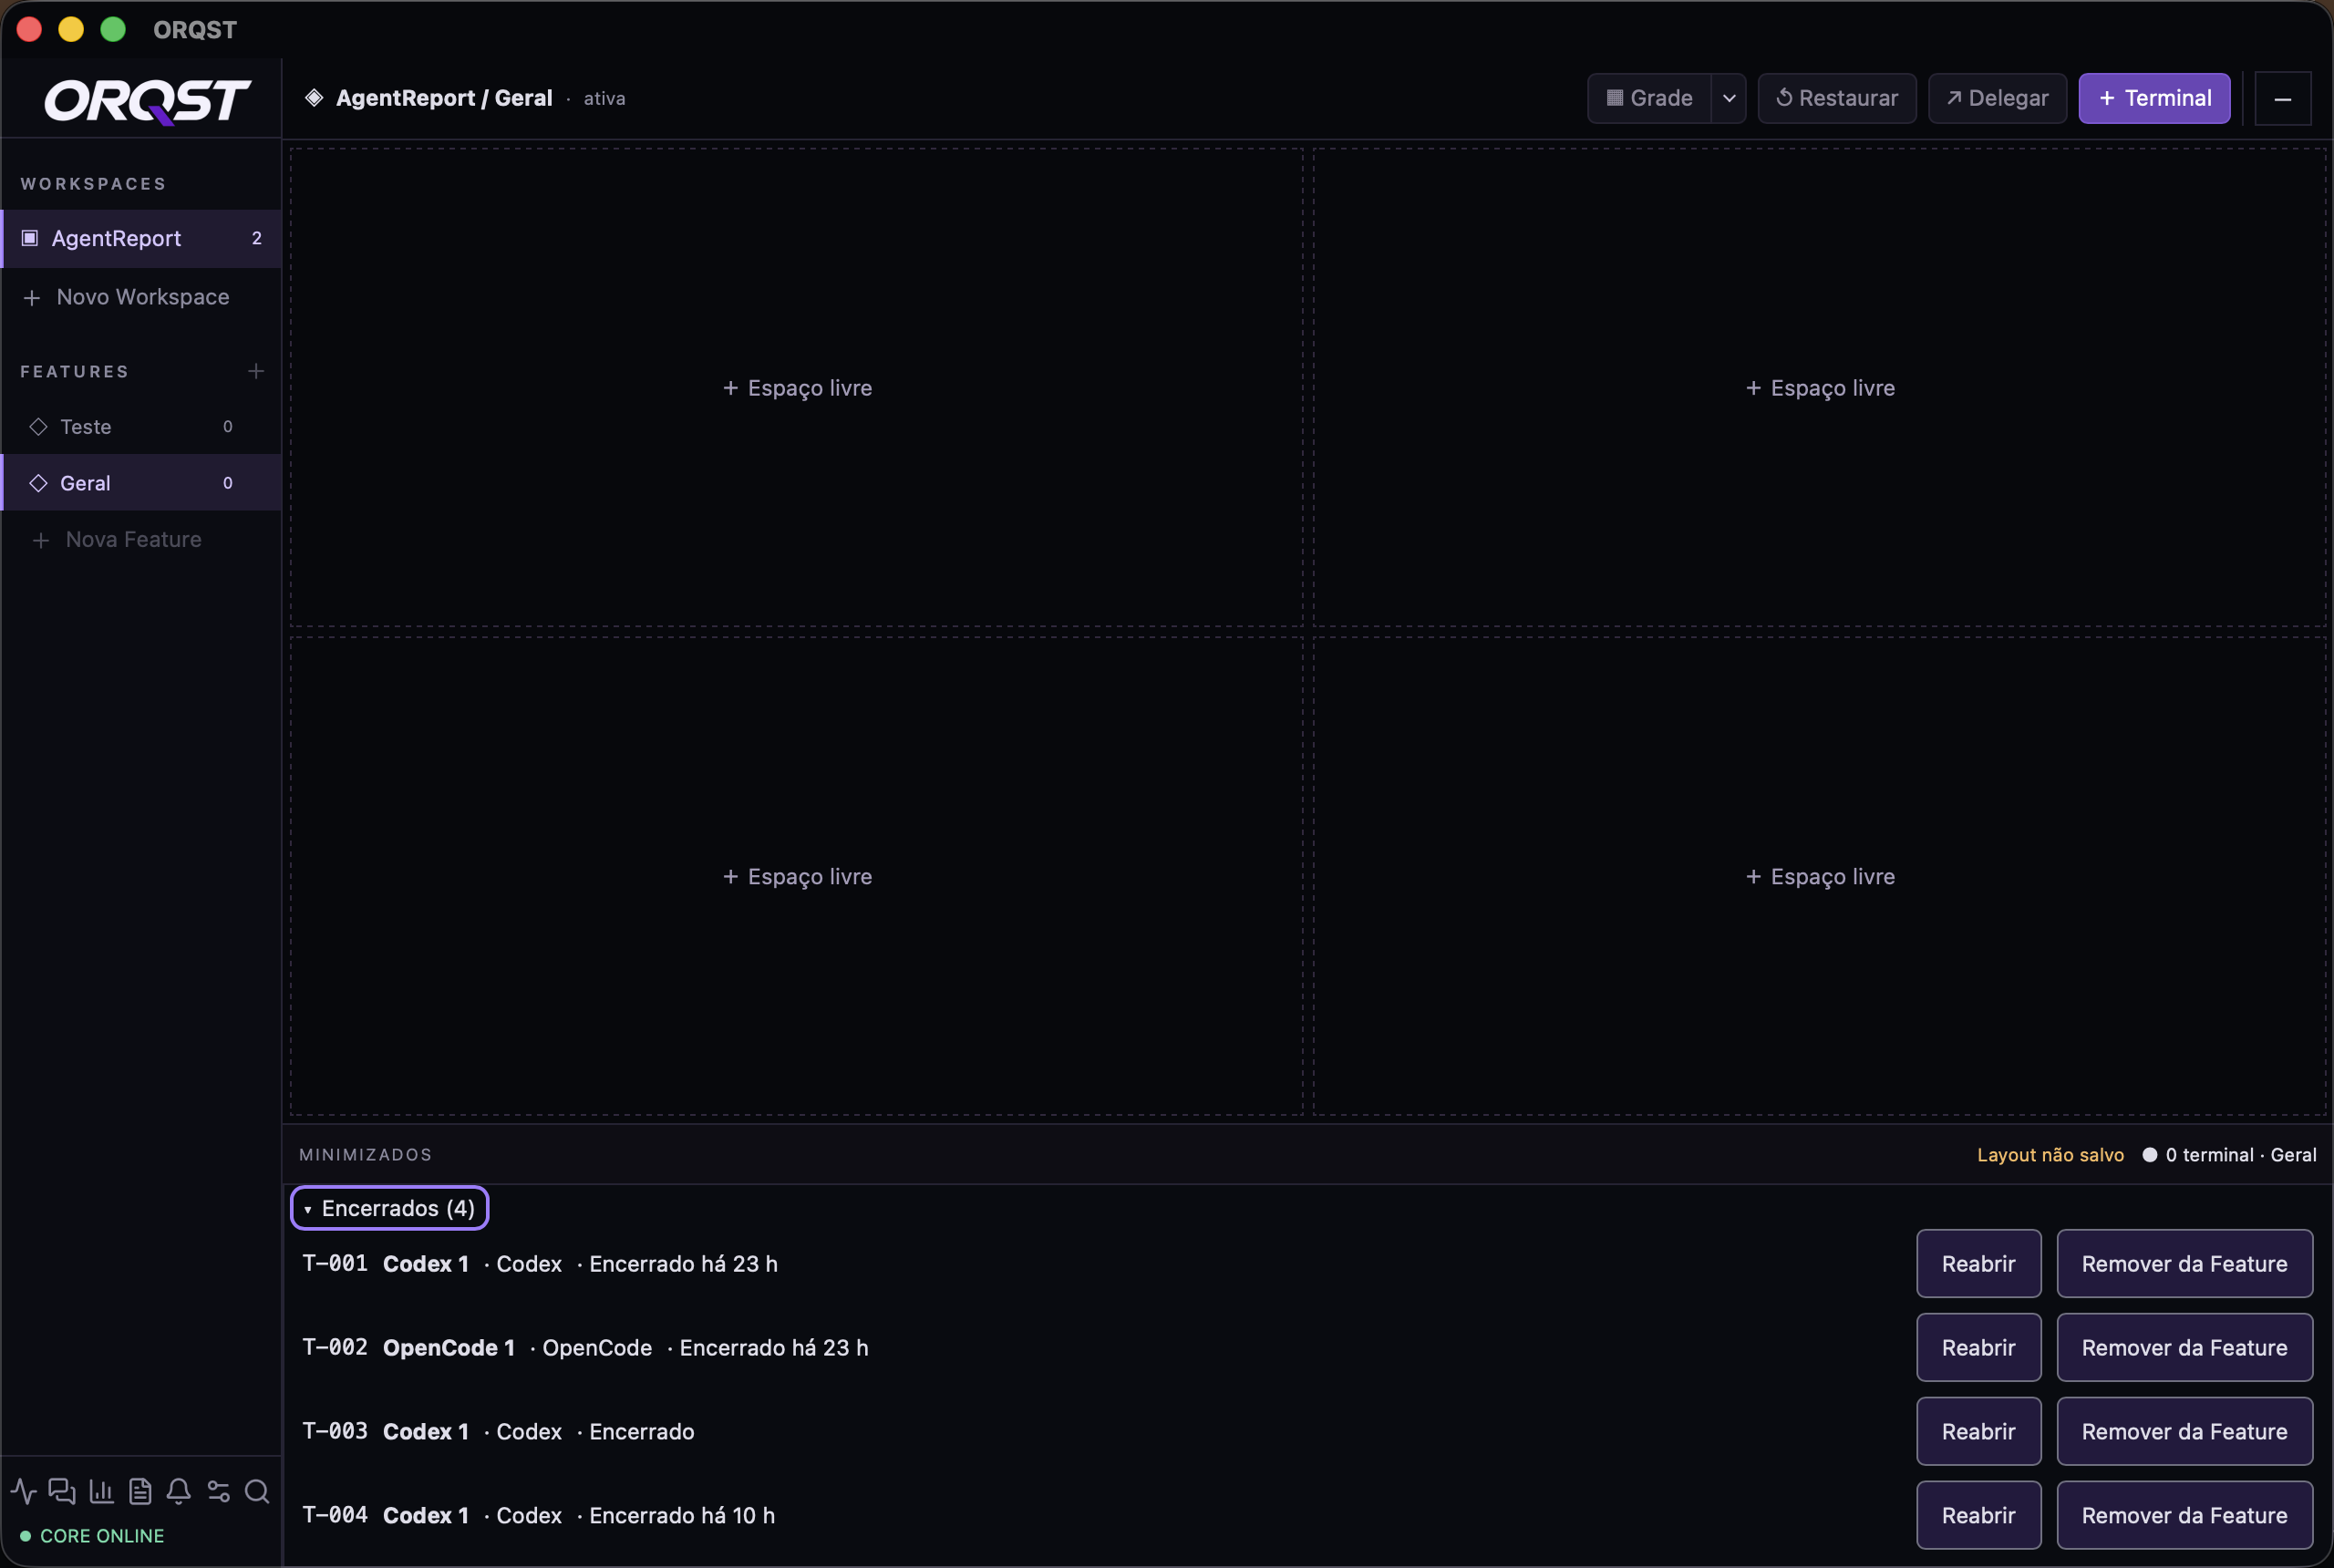 ORQST
ORQST
AgentReport / Geral · ativa
Grade
Restaurar
Delegar
+ Terminal
WORKSPACES
AgentReport 2
+ Novo Workspace
FEATURES +
Teste 0
Geral 0
+ Nova Feature
+ Espaço livre
+ Espaço livre
+ Espaço livre
+ Espaço livre
MINIMIZADOS
Layout não salvo
0 terminal · Geral
Encerrados (4)
T-001 Codex 1 · Codex · Encerrado há 23 h
Reabrir
Remover da Feature
T-002 OpenCode 1 · OpenCode · Encerrado há 23 h
Reabrir
Remover da Feature
T-003 Codex 1 · Codex · Encerrado
Reabrir
Remover da Feature
T-004 Codex 1 · Codex · Encerrado há 10 h
Reabrir
Remover da Feature
CORE ONLINE